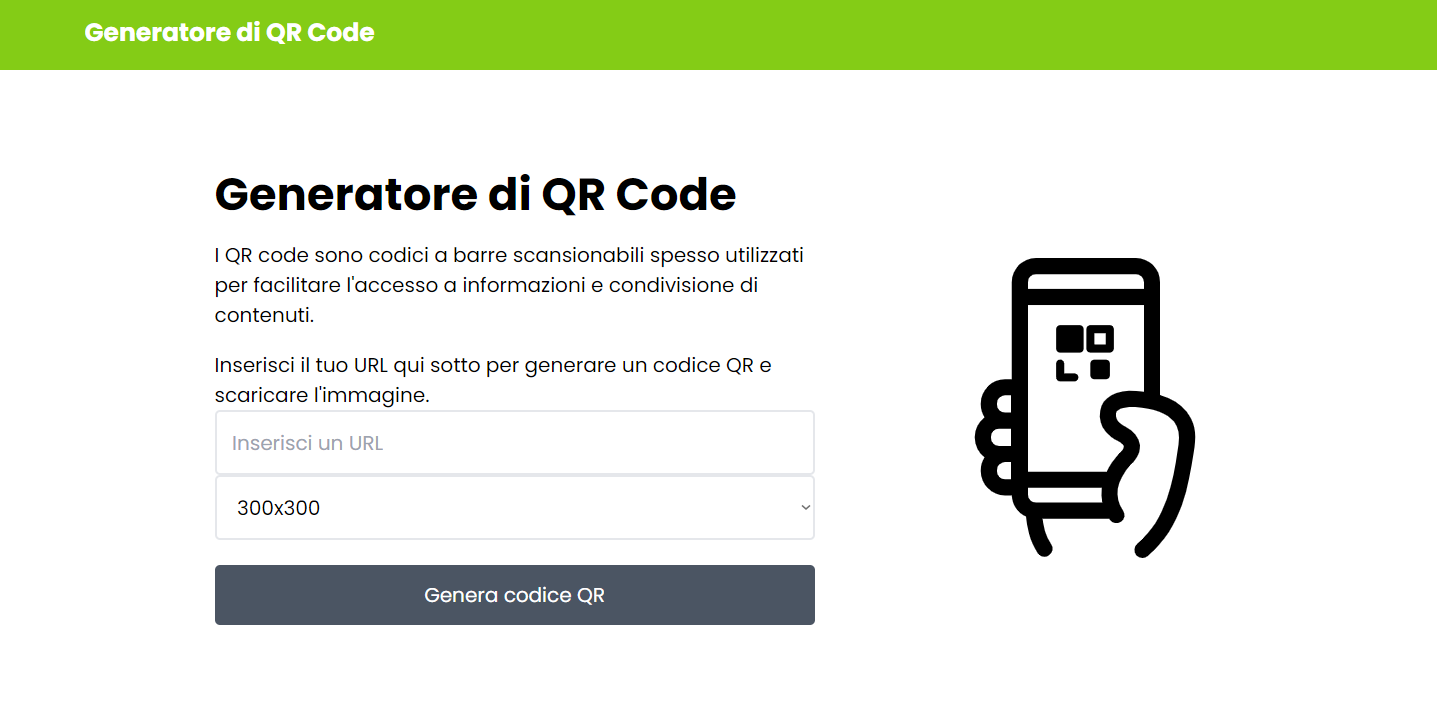 Generatore di QR Code
Generatore di QR Code
I QR code sono codici a barre scansionabili spesso utilizzati
per facilitare l'accesso a informazioni e condivisione di
contenuti.
Inserisci il tuo URL qui sotto per generare un codice QR e
scaricare l'immagine.
Inserisci un URL
300x300
Genera codice QR